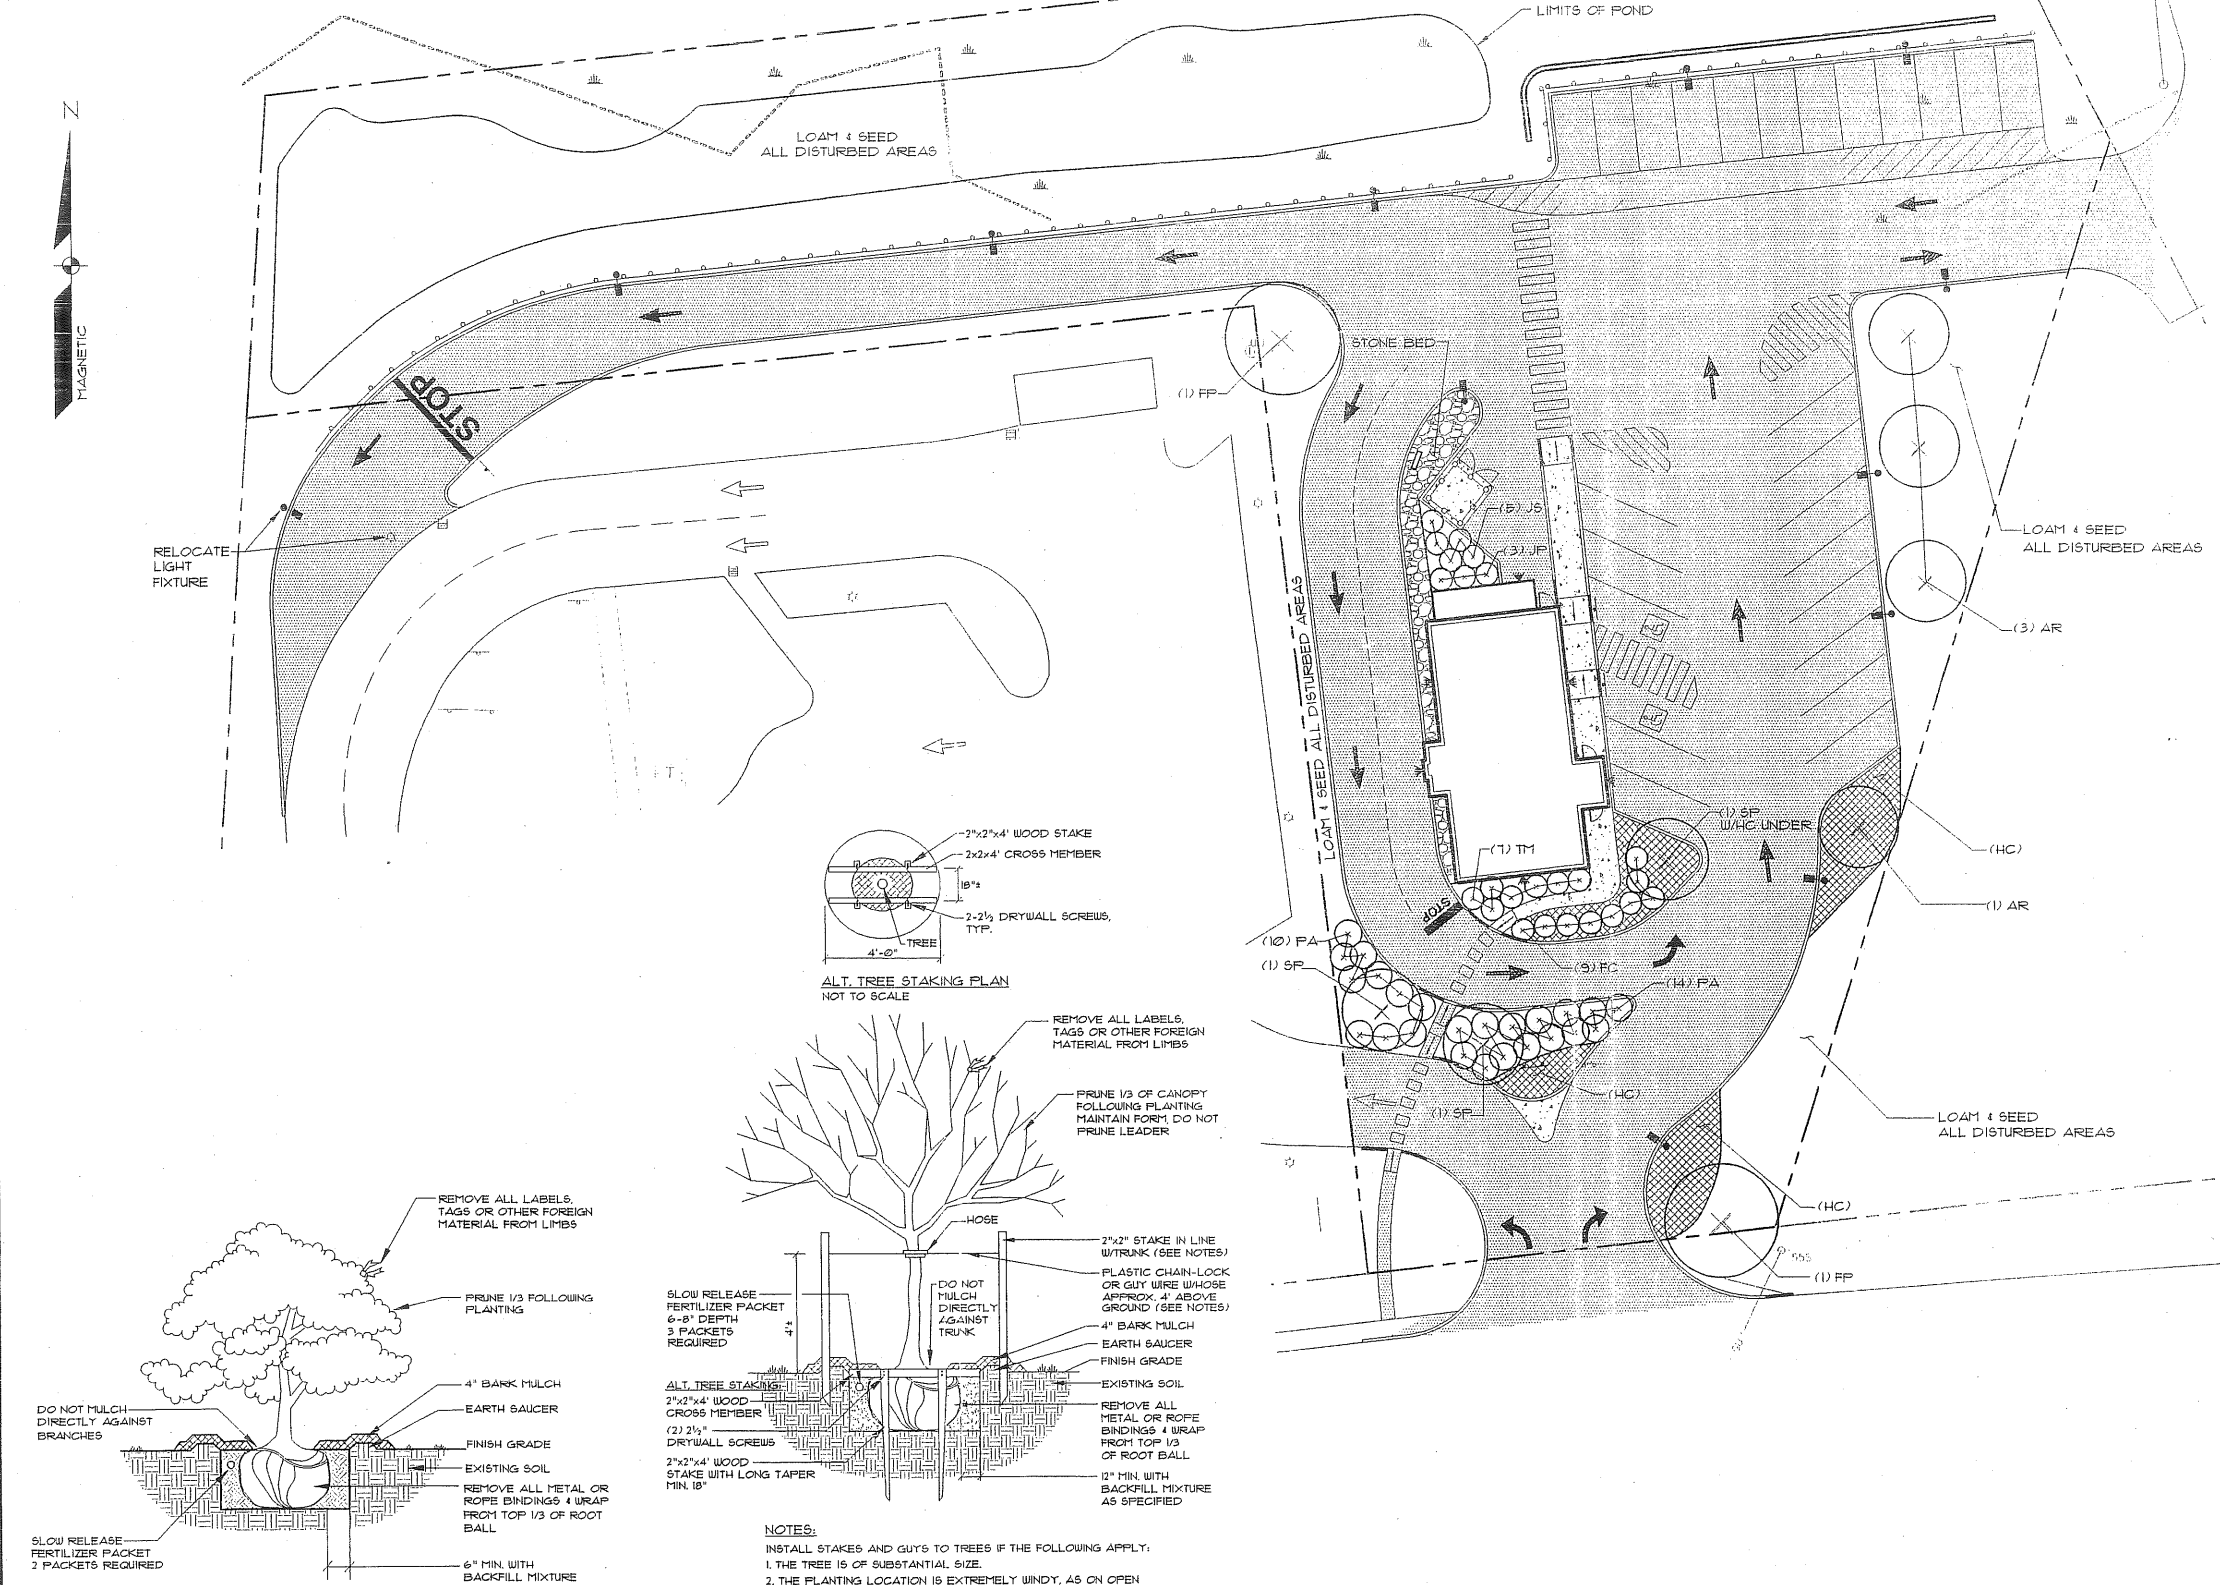 LIMITS OF POND
N
MAGNETIC
LOAM & SEED
ALL DISTURBED AREAS
STOP
RELOCATE
LIGHT
FIXTURE
(1) FP
STONE BED
(5) JS
(3) JP
LOAM & SEED ALL DISTURBED AREAS
LOAM & SEED
ALL DISTURBED AREAS
(3) AR
(1) SP
W/HC UNDER
(7) TM
(HC)
(1) AR
STOP
(10) PA
(1) SP
(9) FC
(14) PA
(HC)
(1) SP
LOAM & SEED
ALL DISTURBED AREAS
(HC)
(1) FP
2"x2"x4' WOOD STAKE
2x2x4' CROSS MEMBER
18"±
2-2½ DRYWALL SCREWS,
TYP.
TREE
4'-0"
ALT. TREE STAKING PLAN
NOT TO SCALE
REMOVE ALL LABELS,
TAGS OR OTHER FOREIGN
MATERIAL FROM LIMBS
PRUNE 1/3 OF CANOPY
FOLLOWING PLANTING
MAINTAIN FORM, DO NOT
PRUNE LEADER
HOSE
2"x2" STAKE IN LINE
W/TRUNK (SEE NOTES)
PLASTIC CHAIN-LOCK
OR GUY WIRE W/HOSE
APPROX. 4' ABOVE
GROUND (SEE NOTES)
4" BARK MULCH
EARTH SAUCER
FINISH GRADE
EXISTING SOIL
REMOVE ALL
METAL OR ROPE
BINDINGS & WRAP
FROM TOP 1/3
OF ROOT BALL
12" MIN. WITH
BACKFILL MIXTURE
AS SPECIFIED
DO NOT
MULCH
DIRECTLY
AGAINST
TRUNK
SLOW RELEASE
FERTILIZER PACKET
6-8" DEPTH
3 PACKETS
REQUIRED
4'±
ALT. TREE STAKING:
2"x2"x4' WOOD
CROSS MEMBER
(2) 2½"
DRYWALL SCREWS
2"x2"x4' WOOD
STAKE WITH LONG TAPER
MIN. 18"
REMOVE ALL LABELS,
TAGS OR OTHER FOREIGN
MATERIAL FROM LIMBS
PRUNE 1/3 FOLLOWING
PLANTING
4" BARK MULCH
EARTH SAUCER
FINISH GRADE
EXISTING SOIL
REMOVE ALL METAL OR
ROPE BINDINGS & WRAP
FROM TOP 1/3 OF ROOT
BALL
6" MIN. WITH
BACKFILL MIXTURE
DO NOT MULCH
DIRECTLY AGAINST
BRANCHES
SLOW RELEASE
FERTILIZER PACKET
2 PACKETS REQUIRED
NOTES:
INSTALL STAKES AND GUYS TO TREES IF THE FOLLOWING APPLY:
1. THE TREE IS OF SUBSTANTIAL SIZE.
2. THE PLANTING LOCATION IS EXTREMELY WINDY, AS ON OPEN